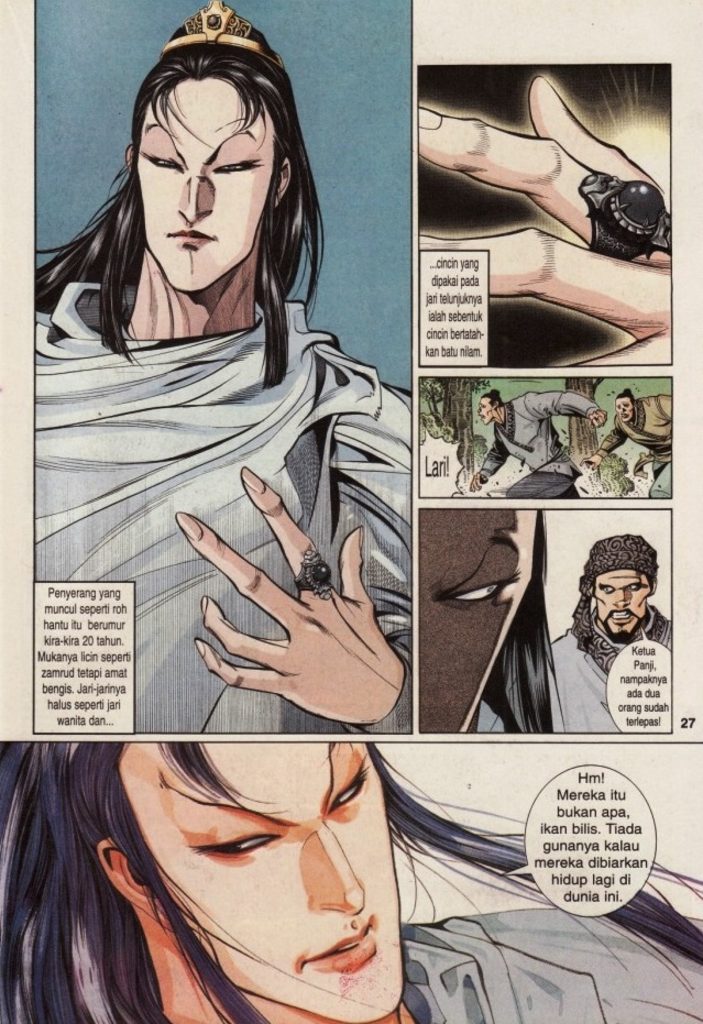 Penyerang yang
muncul seperti roh
hantu itu berumur
kira-kira 20 tahun.
Mukanya licin seperti
zamrud tetapi amat
bengis. Jari-jarinya
halus seperti jari
wanita dan...
...cincin yang
dipakai pada
jari telunjuknya
ialah sebentuk
cincin bertatah-
kan batu nilam.
Lari!
Ketua
Panji,
nampaknya
ada dua
orang sudah
terlepas!
27
Hm!
Mereka itu
bukan apa,
ikan bilis. Tiada
gunanya kalau
mereka dibiarkan
hidup lagi di
dunia ini.